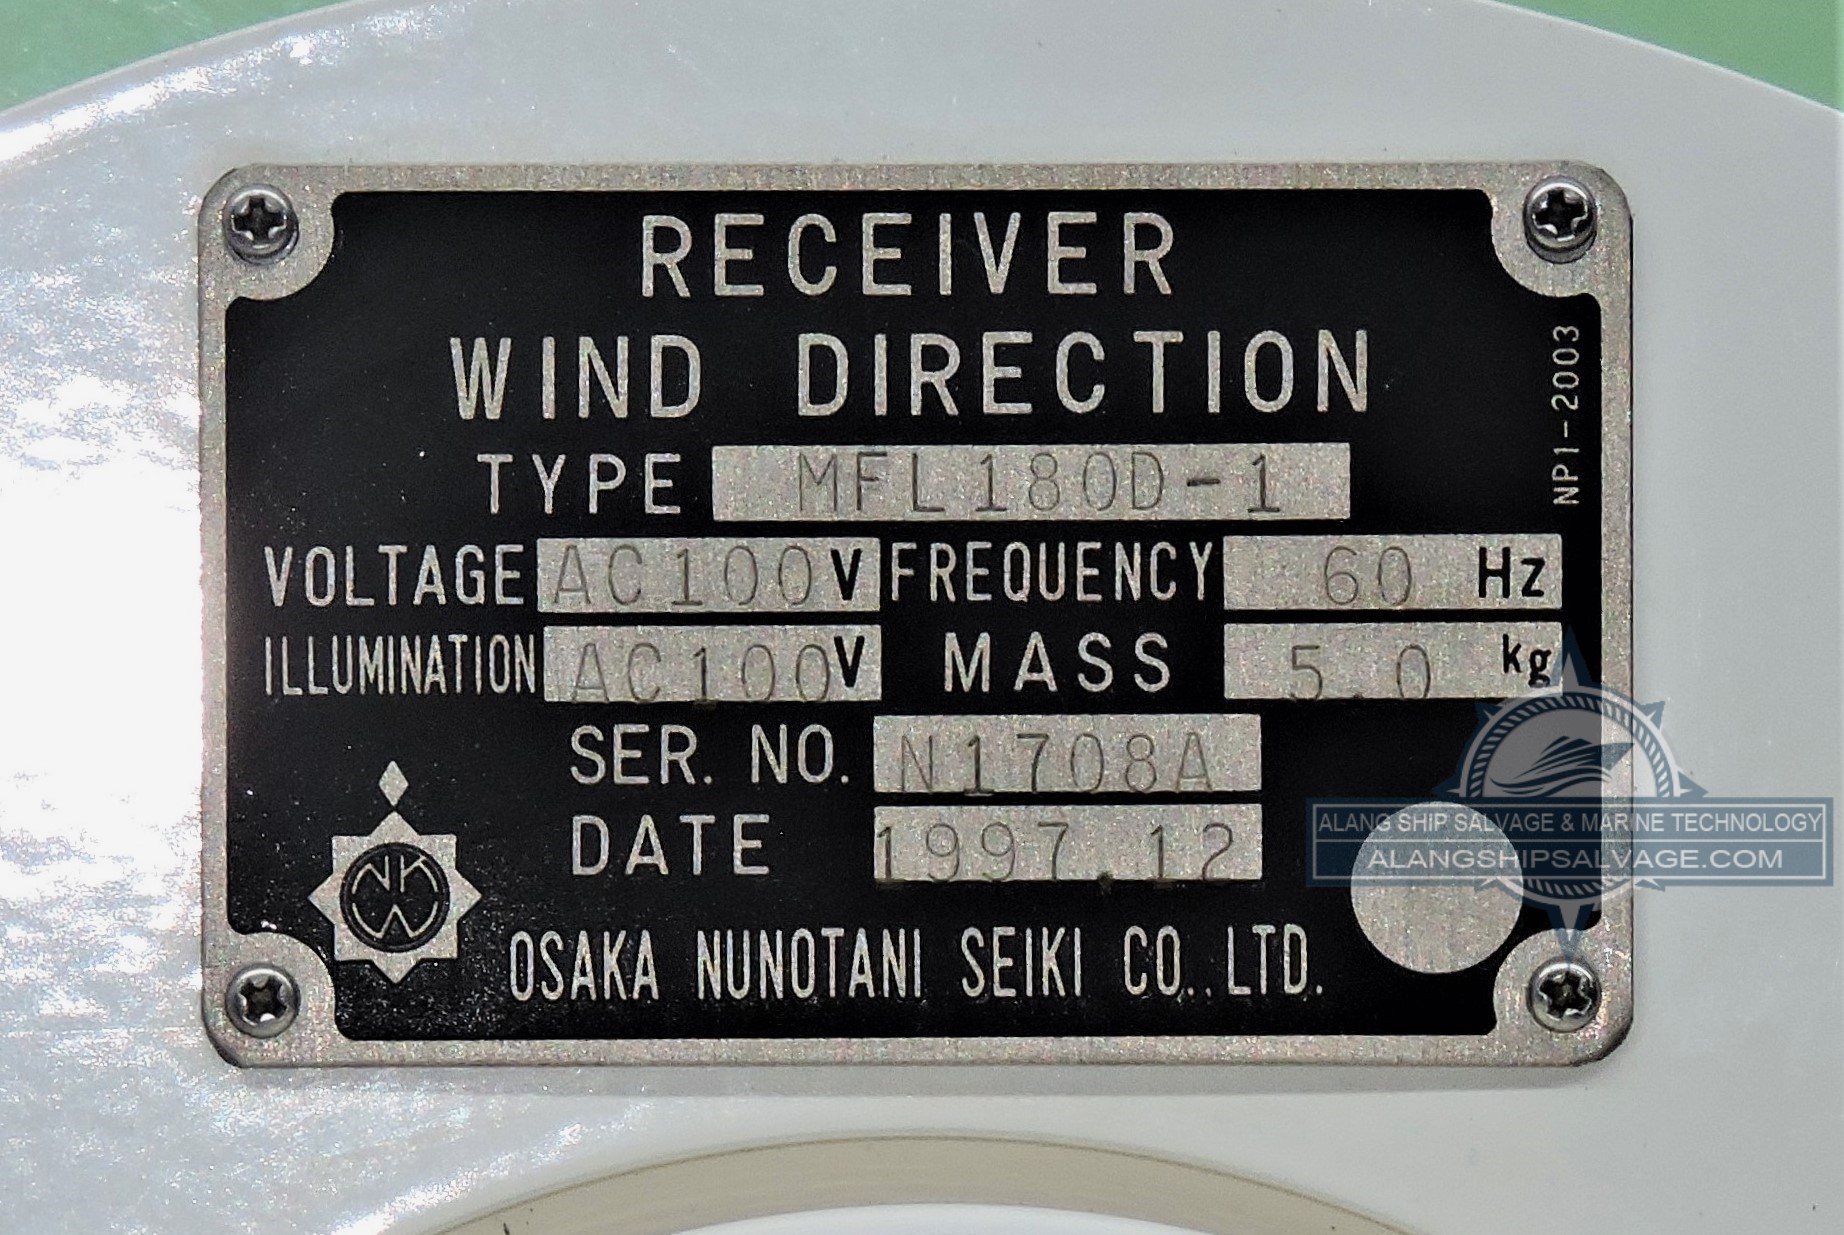 RECEIVER
WIND DIRECTION
TYPE MFL180D-1
VOLTAGE AC100V FREQUENCY 60 Hz
ILLUMINATION AC100V MASS 5.0 kg
SER. NO. N1708A
DATE 1997.12
OSAKA NUNOTANI SEIKI CO., LTD.
NP1-2003
NKW
ALANG SHIP SALVAGE & MARINE TECHNOLOGY
ALANGSHIPSALVAGE.COM